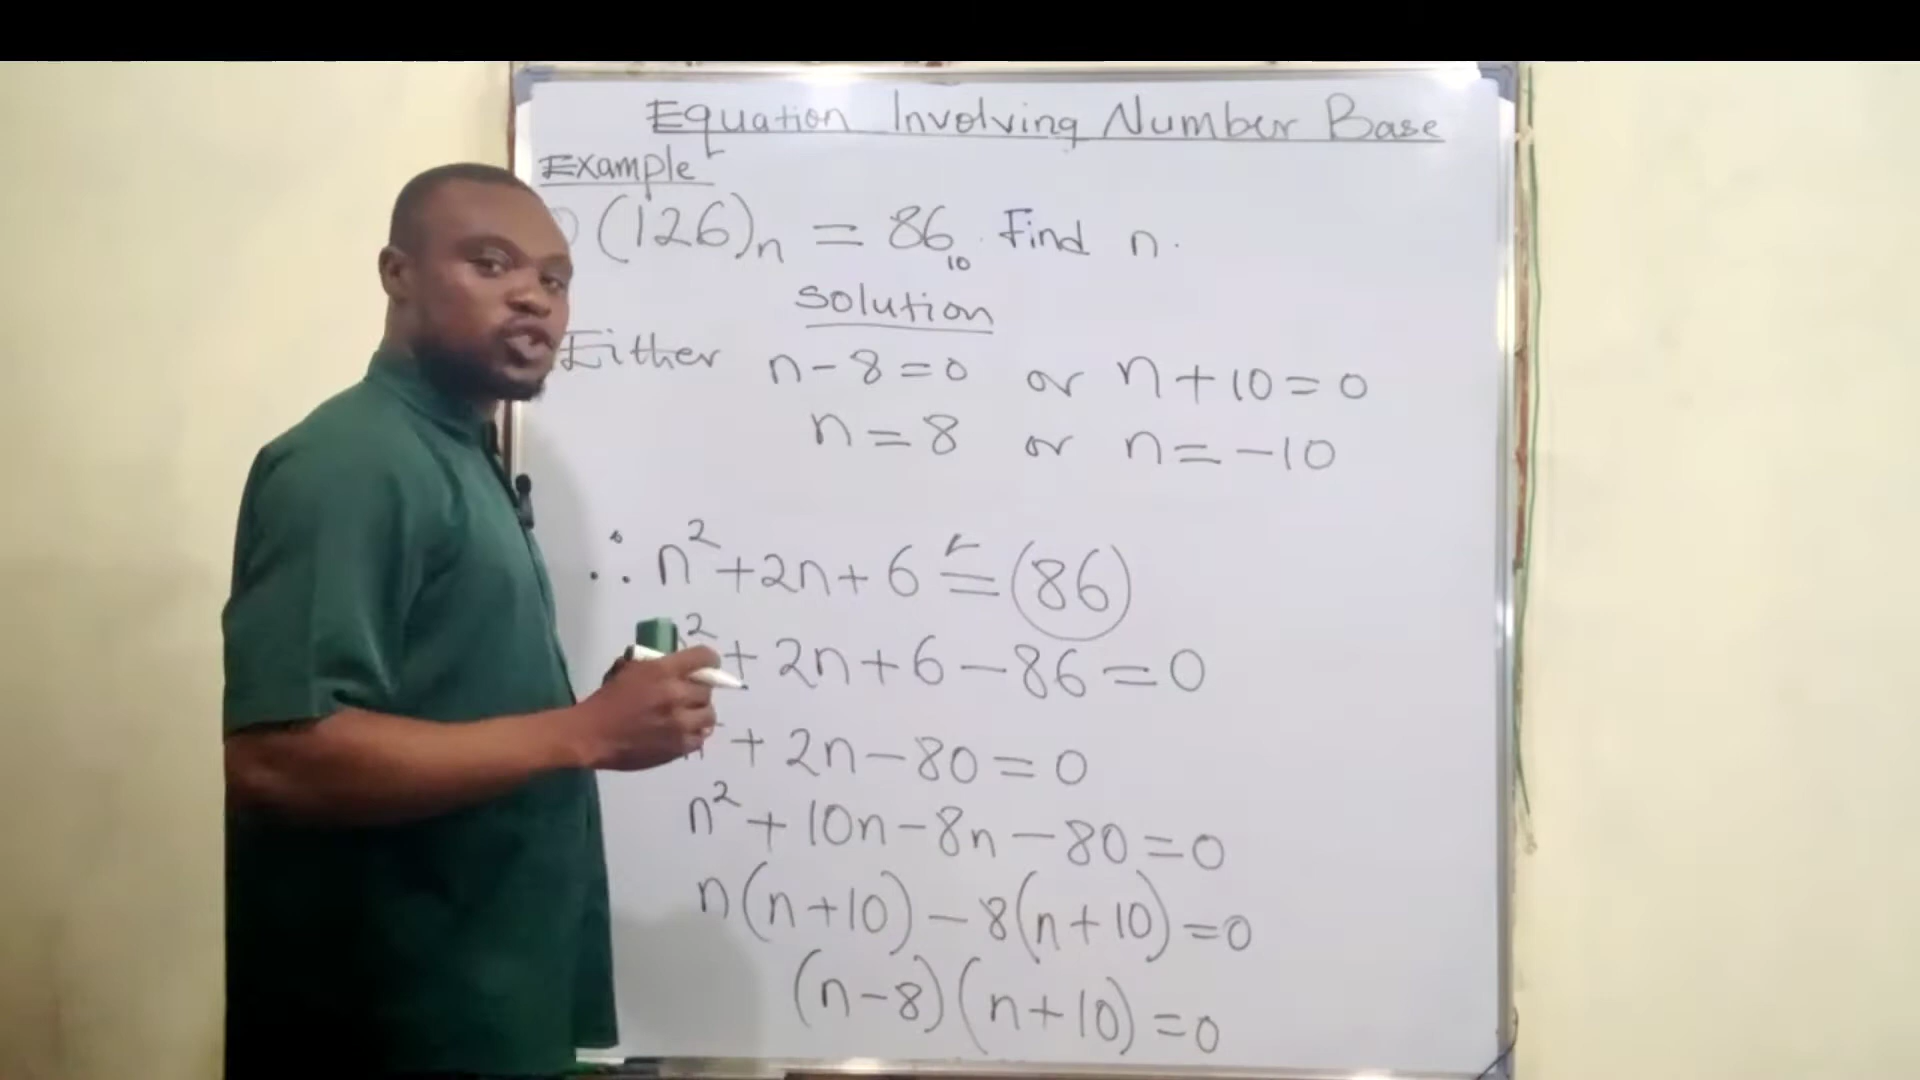 Equation Involving Number Base
Example
(126)ₙ = 86₁₀. Find n.
Solution
Either n-8=0 or n+10=0
n=8 or n=-10
∴ n²+2n+6=(86)
²+2n+6-86=0
+2n-80=0
n²+10n-8n-80=0
n(n+10)-8(n+10)=0
(n-8)(n+10)=0